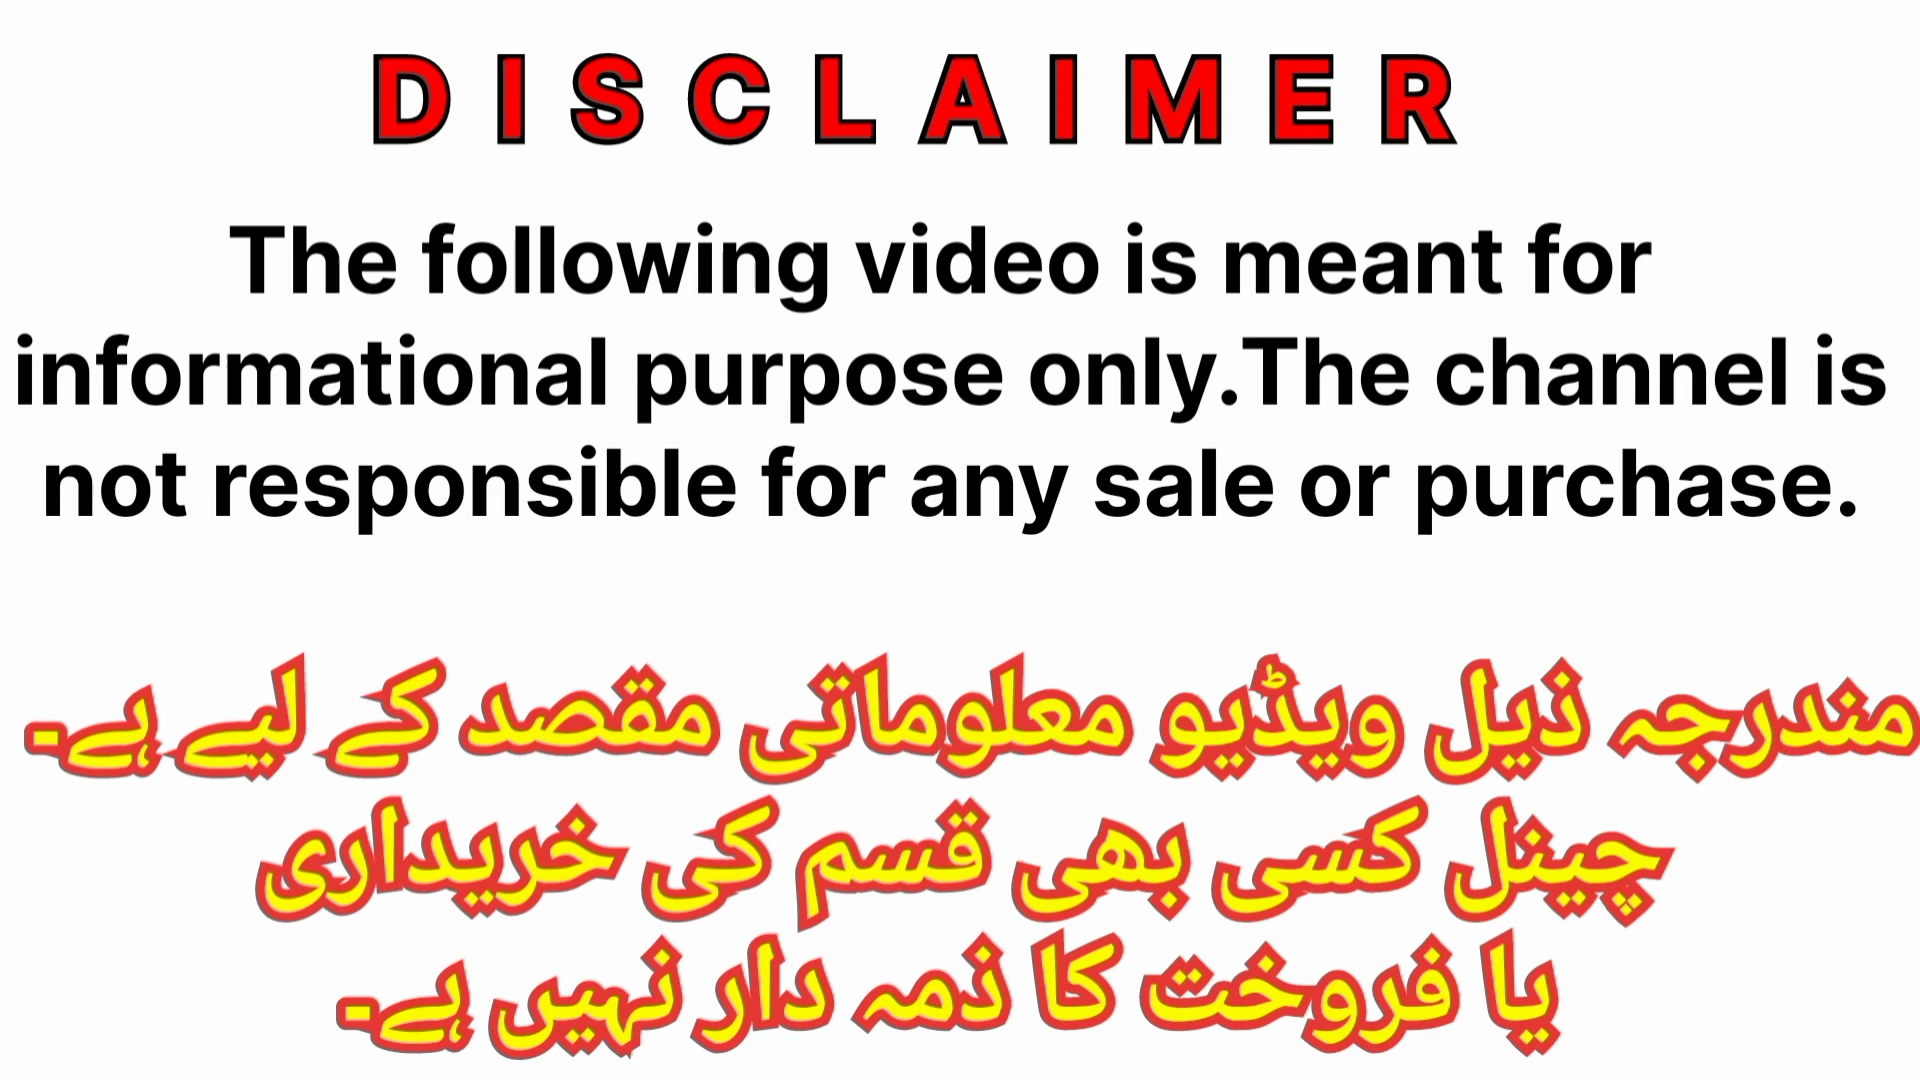 DISCLAIMER
The following video is meant for
informational purpose only.The channel is
not responsible for any sale or purchase.
مندرجہ ذیل ویڈیو معلوماتی مقصد کے لیے ہے۔
چینل کسی بھی قسم کی خریداری
یا فروخت کا ذمہ دار نہیں ہے۔